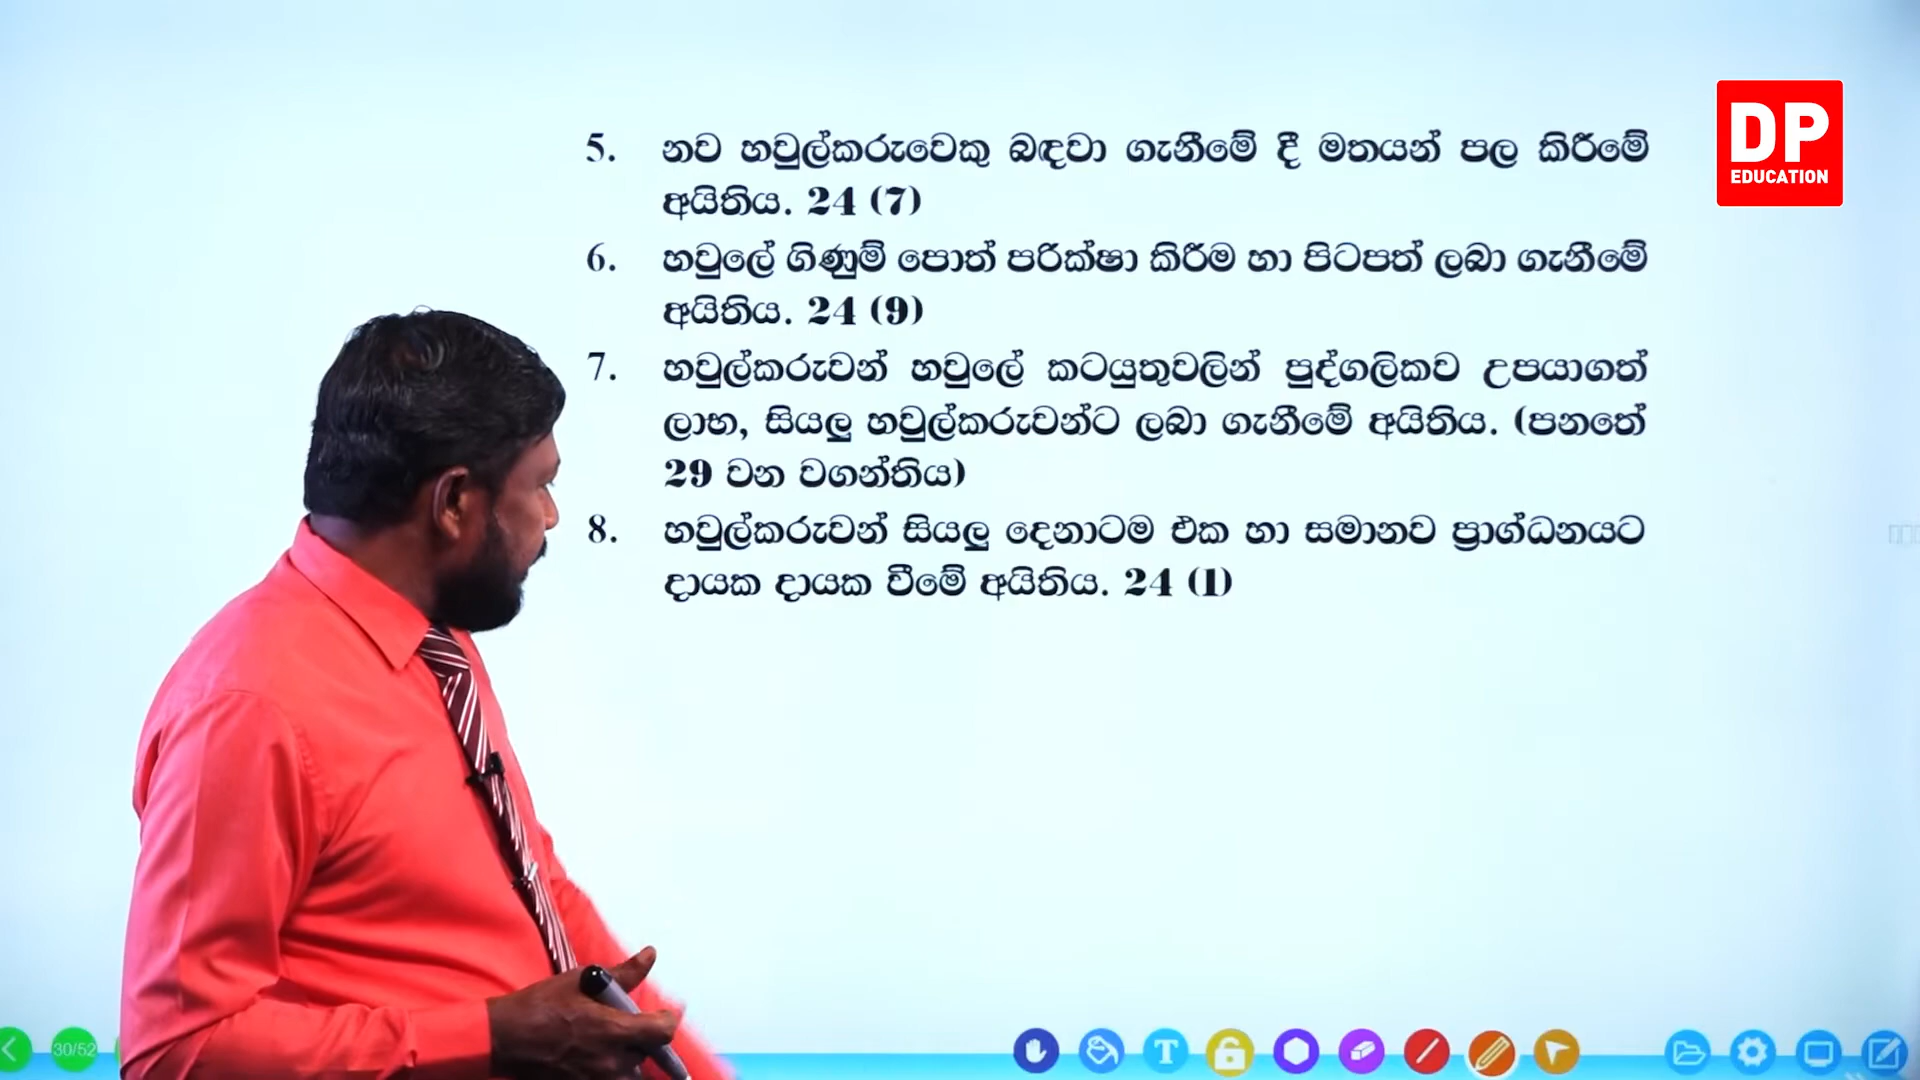 DP
EDUCATION
5. නව හවුල්කරුවෙකු බඳවා ගැනීමේ දී මතයන් පල කිරීමේ
අයිතිය. 24 (7)
6. හවුලේ ගිණුම් පොත් පරික්ෂා කිරීම හා පිටපත් ලබා ගැනීමේ
අයිතිය. 24 (9)
7. හවුල්කරුවන් හවුලේ කටයුතුවලින් පුද්ගලිකව උපයාගත්
ලාභ, සියලු හවුල්කරුවන්ට ලබා ගැනීමේ අයිතිය. (පනතේ
29 වන වගන්තිය)
8. හවුල්කරුවන් සියලු දෙනාටම එක හා සමානව ප්‍රාග්ධනයට
දායක දායක වීමේ අයිතිය. 24 (1)
30/52
T